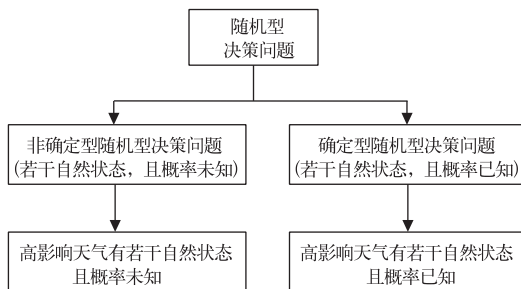 随机型
决策问题
非确定型随机型决策问题
(若干自然状态，且概率未知)
确定型随机型决策问题
(若干自然状态，且概率已知)
高影响天气有若干自然状态
且概率未知
高影响天气有若干自然状态
且概率已知